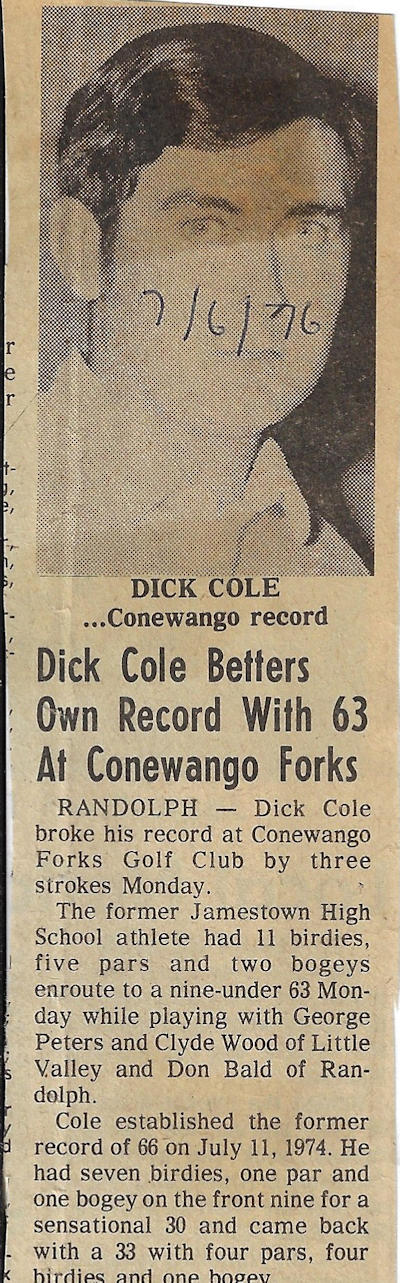 7/6/76
DICK COLE
...Conewango record
Dick Cole Betters
Own Record With 63
At Conewango Forks
RANDOLPH — Dick Cole
broke his record at Conewango
Forks Golf Club by three
strokes Monday.
The former Jamestown High
School athlete had 11 birdies,
five pars and two bogeys
enroute to a nine-under 63 Mon-
day while playing with George
Peters and Clyde Wood of Little
Valley and Don Bald of Ran-
dolph.
Cole established the former
record of 66 on July 11, 1974. He
had seven birdies, one par and
one bogey on the front nine for a
sensational 30 and came back
with a 33 with four pars, four
birdies and one bogey.